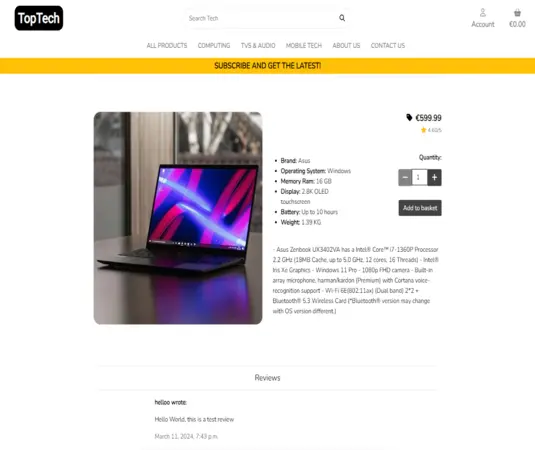 TopTech
Search Tech
Account
€0.00
ALL PRODUCTS COMPUTING TVS & AUDIO MOBILE TECH ABOUT US CONTACT US
SUBSCRIBE AND GET THE LATEST!
€599.99
Quantity:
- 1 +
Add to basket
Brand: Asus
Operating System: Windows
Memory Ram: 16 GB
Display: 2.8K OLED
touchscreen
Battery: Up to 10 hours
Weight: 1.39 KG.
- Asus Zenbook UX3402VA has a Intel® Core™ i7-1360P Processor
2.2 GHz (18MB Cache, up to 5.0 GHz, 12 cores, 16 Threads) - Intel®
Iris Xe Graphics - Windows 11 Pro - 1080p FHD camera - Built-in
array microphone, harman/kardon (Premium) with Cortana voice-
recognition support - Wi-Fi 6E(802.11ax) (Dual band) 2*2 +
Bluetooth® 5.3 Wireless Card (*Bluetooth® version may change
with OS version different.)
Reviews
helloo wrote:
Hello World, this is a test review
March 11, 2024, 7:43 p.m.